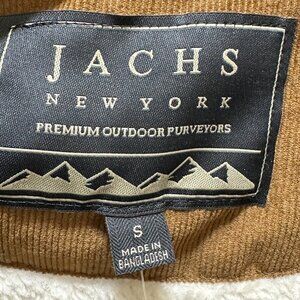 JACHS
NEW YORK
PREMIUM OUTDOOR PURVEYORS
S
MADE IN
BANGLADESH